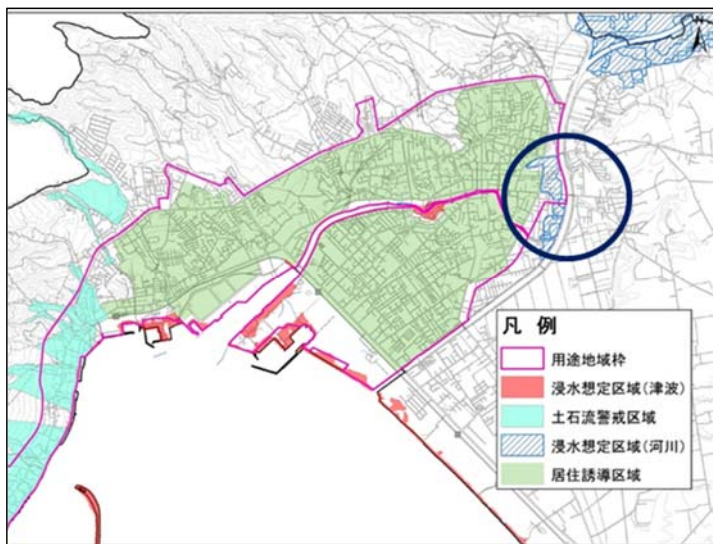 N
凡 例
用途地域枠
浸水想定区域(津波)
土石流警戒区域
浸水想定区域(河川)
居住誘導区域